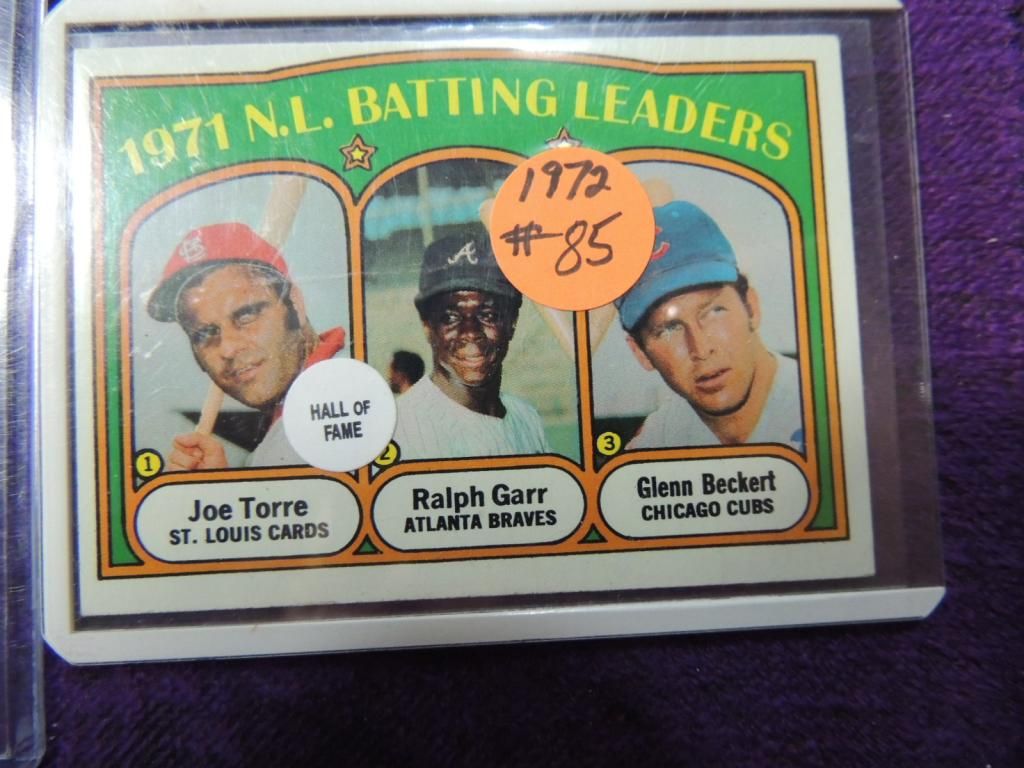 1971 N.L. BATTING LEADERS
1972
#85
HALL OF
FAME
1
Joe Torre
ST. LOUIS CARDS
2
Ralph Garr
ATLANTA BRAVES
3
Glenn Beckert
CHICAGO CUBS
A
C